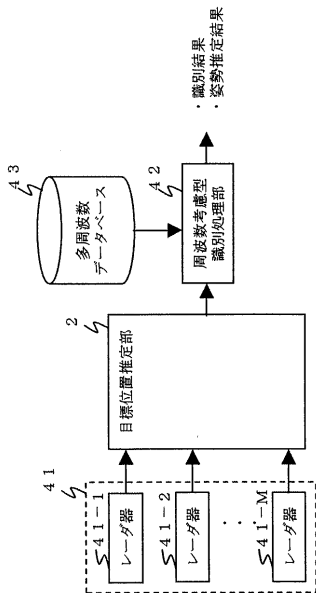 41
41-1
レーダ器
41-2
レーダ器
・・・
41-M
レーダ器
2
目標位置推定部
43
多周波数
データベース
42
周波数考慮型
識別処理部
・識別結果
・姿勢推定結果